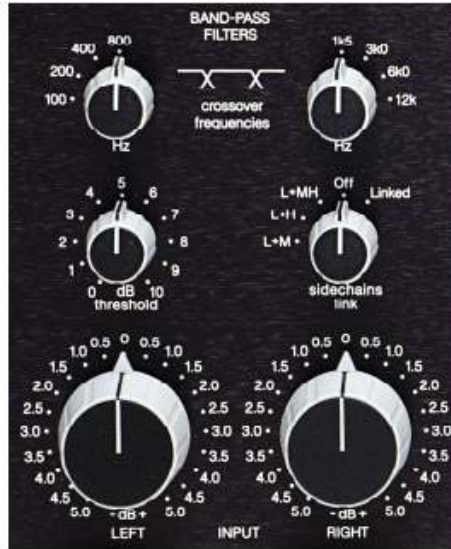 BAND-PASS
FILTERS
100
200
400
800
Hz
crossover
frequencies
1k5
3k0
6k0
12k
Hz
0
1
2
3
4
5
6
7
8
9
10
dB
threshold
L+M
L+H
L+MH
Off
Linked
sidechains
link
5.0
4.5
4.0
3.5
3.0
2.5
2.0
1.5
1.0
0.5
0
0.5
1.0
1.5
2.0
2.5
3.0
3.5
4.0
4.5
5.0
- dB +
LEFT
INPUT
5.0
4.5
4.0
3.5
3.0
2.5
2.0
1.5
1.0
0.5
0
0.5
1.0
1.5
2.0
2.5
3.0
3.5
4.0
4.5
5.0
- dB +
RIGHT